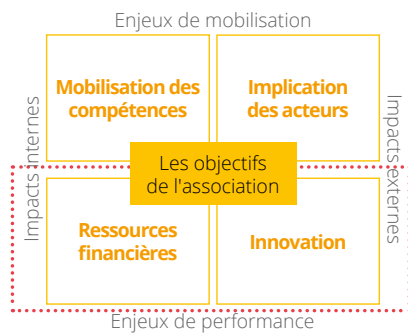 Enjeux de mobilisation
Mobilisation des
compétences
Implication
des acteurs
Impacts internes
Impacts externes
Les objectifs
de l'association
Ressources
financières
Innovation
Enjeux de performance